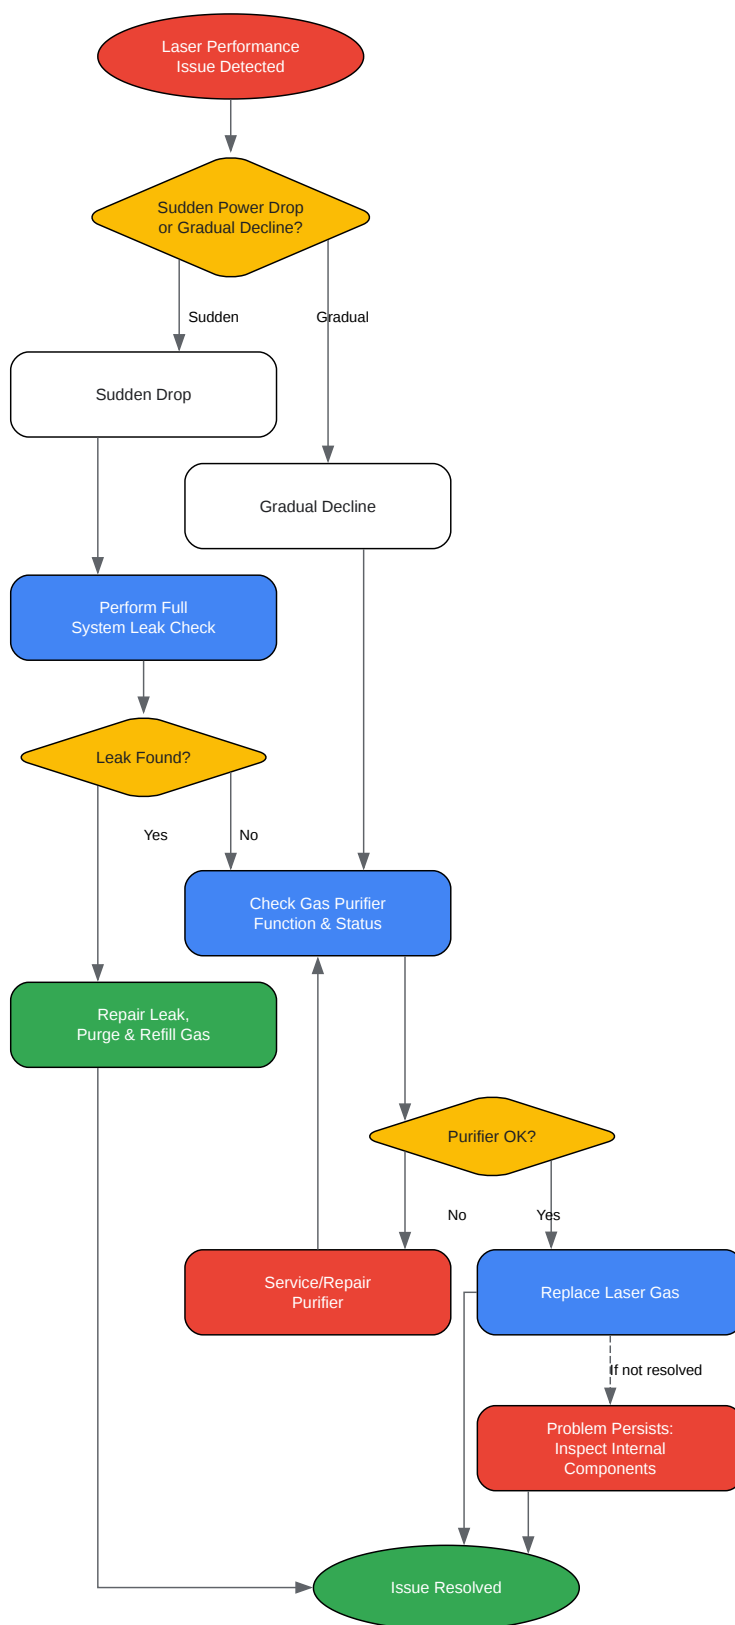 Laser Performance
Issue Detected
Sudden Power Drop
or Gradual Decline?
Sudden
Gradual
Sudden Drop
Gradual Decline
Perform Full
System Leak Check
Leak Found?
Yes
No
Check Gas Purifier
Function & Status
Repair Leak,
Purge & Refill Gas
Purifier OK?
No
Yes
Service/Repair
Purifier
Replace Laser Gas
If not resolved
Problem Persists:
Inspect Internal
Components
Issue Resolved